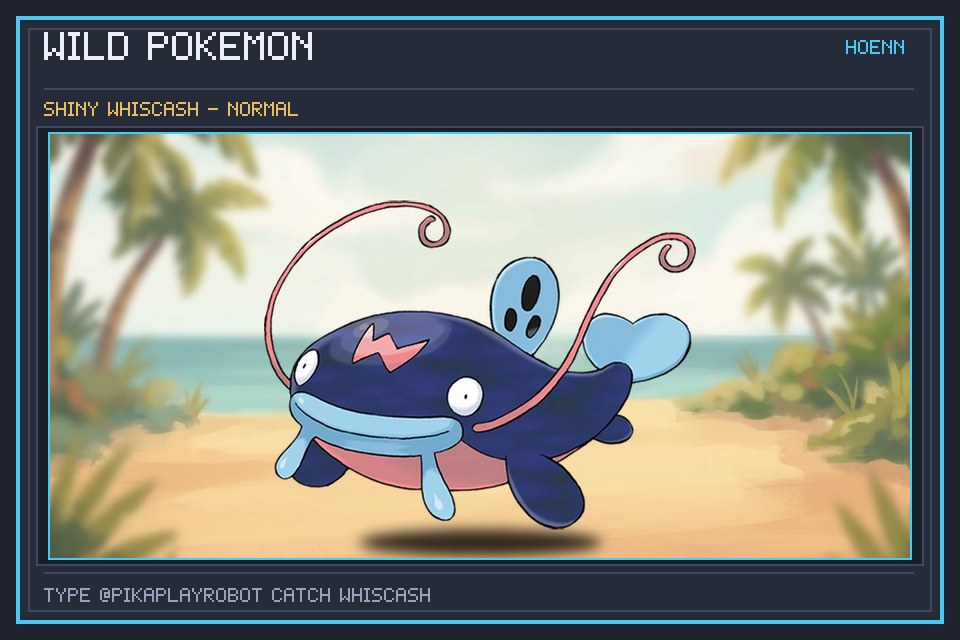 WILD POKEMON
HOENN
SHINY WHISCASH - NORMAL
TYPE @PIKAPLAYROBOT CATCH WHISCASH